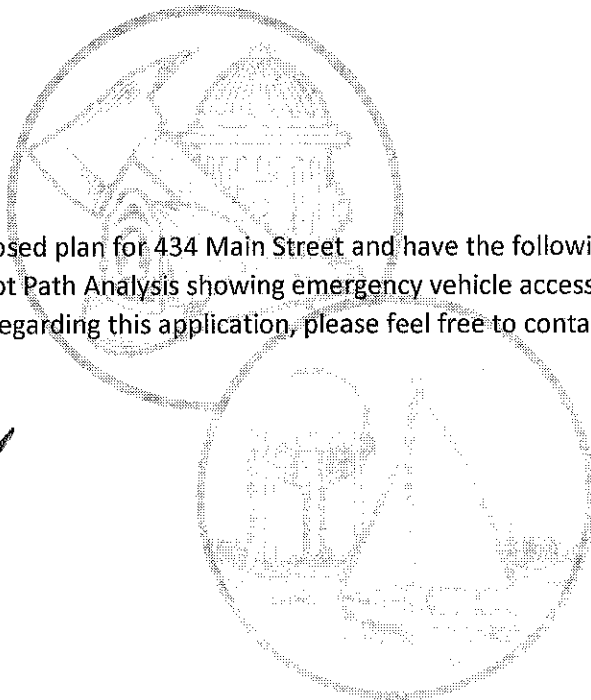 osed plan for 434 Main Street and have the followi
pt Path Analysis showing emergency vehicle access
egarding this application, please feel free to conta